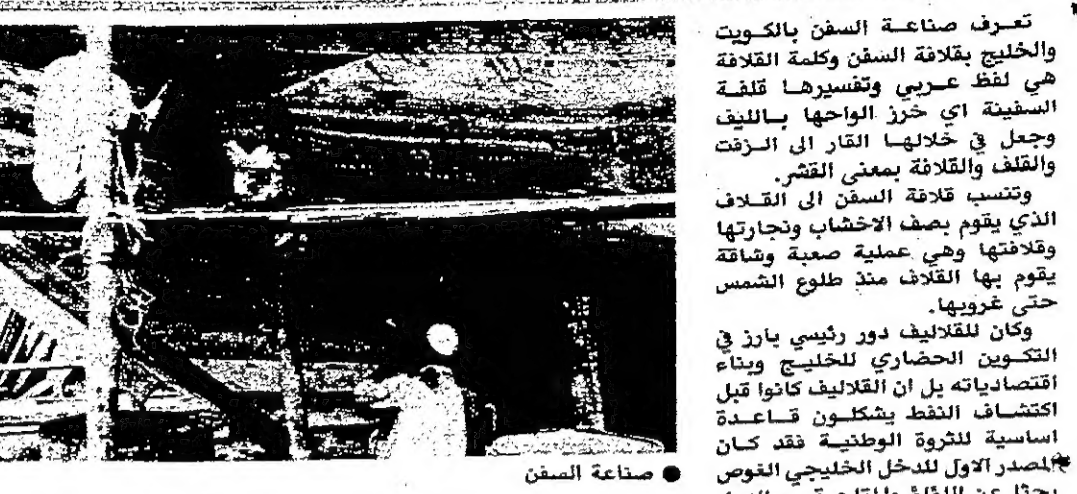 تعرف صناعة السفن بالكويت
والخليج بقلافة السفن وكلمة القلافة
هي لفظ عربي وتفسيرها قلفة
السفينة اي خرز الواحها بالليف
وجعل في خلالها القار الى الزفت
والقلف والقلافة بمعنى القشر.
وتنسب قلافة السفن الى القلاف
الذي يقوم بصف الاخشاب ونجارتها
وقلافتها وهي عملية صعبة وشاقة
يقوم بها القلاف منذ طلوع الشمس
حتى غروبها.
وكان للقلاليف دور رئيسي بارز في
التكوين الحضاري للخليج وبناء
اقتصادياته بل ان القلاليف كانوا قبل
اكتشاف النفط يشكلون قاعدة
اساسية للثروة الوطنية فقد كان
المصدر الاول للدخل الخليجي الغوص
بحثا عن اللؤلؤ
● صناعة السفن